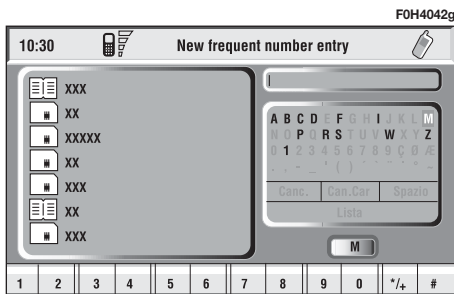 F0H4042g
10:30 New frequent number entry
xxx
xx
xxxxx
xx
xxx
xx
xxx
A B C D E F G H I J K L M
N O P Q R S T U V W X Y Z
0 1 2 3 4 5 6 7 8 9 Ç Ø Æ
Canc. Can.Car Spazio
Lista
M
1 2 3 4 5 6 7 8 9 0 */+ #